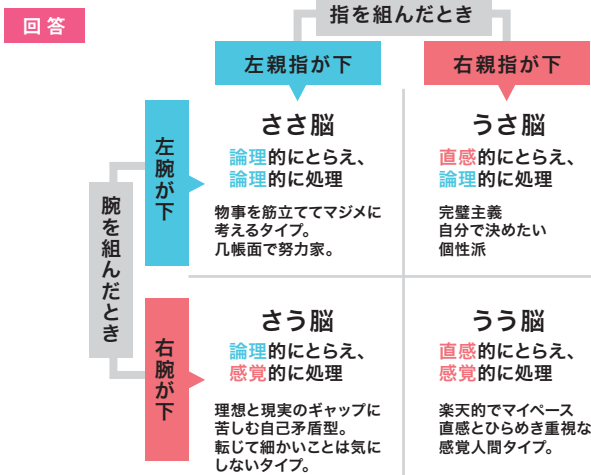 回答
指を組んだとき
左親指が下
右親指が下
腕を組んだとき
左腕が下
ささ脳
論理的にとらえ、
論理的に処理
物事を筋立ててマジメに
考えるタイプ。
几帳面で努力家。
うさ脳
直感的にとらえ、
論理的に処理
完璧主義
自分で決めたい
個性派
右腕が下
さう脳
論理的にとらえ、
感覚的に処理
理想と現実のギャップに
苦しむ自己矛盾型。
転じて細かいことは気に
しないタイプ。
うう脳
直感的にとらえ、
感覚的に処理
楽天的でマイペース
直感とひらめき重視な
感覚人間タイプ。